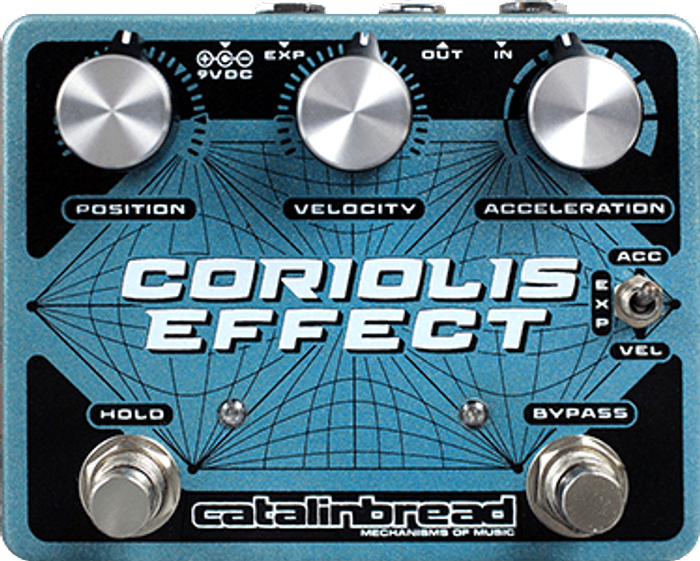 9VDC EXP OUT IN
POSITION VELOCITY ACCELERATION
CORIOLIS
EFFECT
ACC
EXP
VEL
HOLD BYPASS
catalinbread
MECHANISMS OF MUSIC